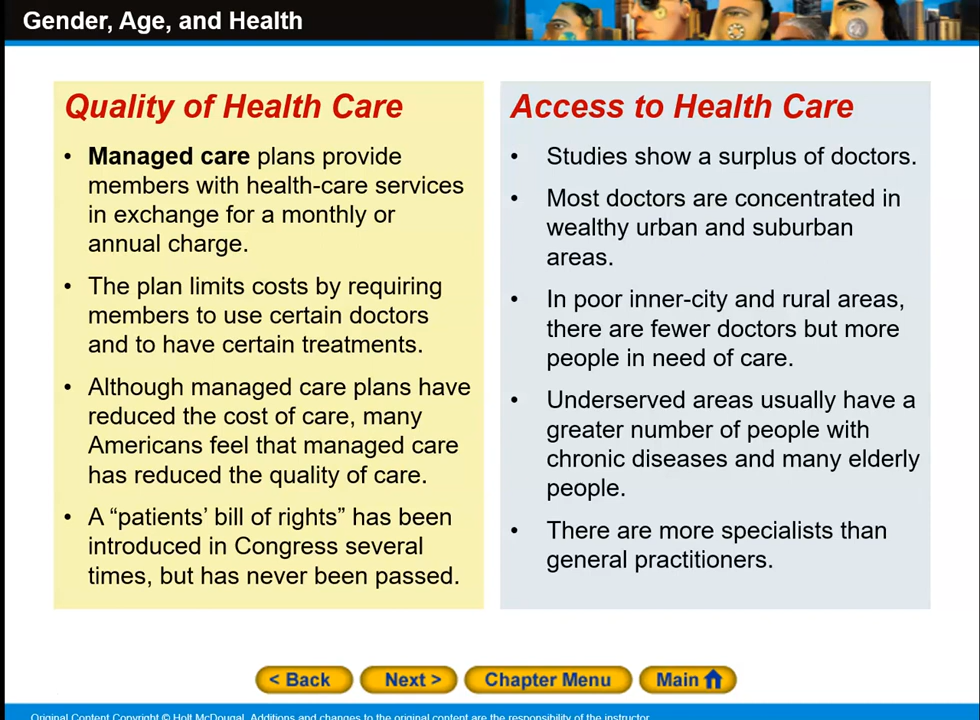 Gender, Age, and Health
Quality of Health Care
• Managed care plans provide
members with health-care services
in exchange for a monthly or
annual charge.
• The plan limits costs by requiring
members to use certain doctors
and to have certain treatments.
• Although managed care plans have
reduced the cost of care, many
Americans feel that managed care
has reduced the quality of care.
• A “patients’ bill of rights” has been
introduced in Congress several
times, but has never been passed.
Access to Health Care
• Studies show a surplus of doctors.
• Most doctors are concentrated in
wealthy urban and suburban
areas.
• In poor inner-city and rural areas,
there are fewer doctors but more
people in need of care.
• Underserved areas usually have a
greater number of people with
chronic diseases and many elderly
people.
• There are more specialists than
general practitioners.
< Back
Next >
Chapter Menu
Main
Original Content Copyright © Holt McDougal. Additions and changes to the original content are the responsibility of the instructor.